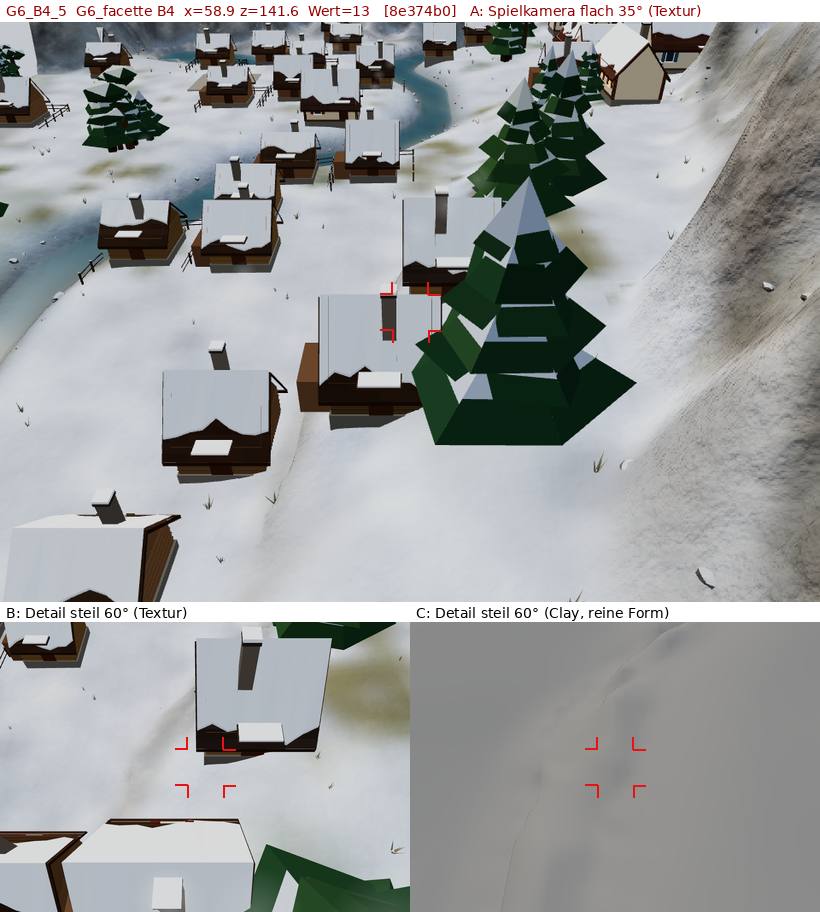 G6_B4_5  G6_facette B4  x=58.9 z=141.6  Wert=13   [8e374b0]   A: Spielkamera flach 35° (Textur)
B: Detail steil 60° (Textur)
C: Detail steil 60° (Clay, reine Form)